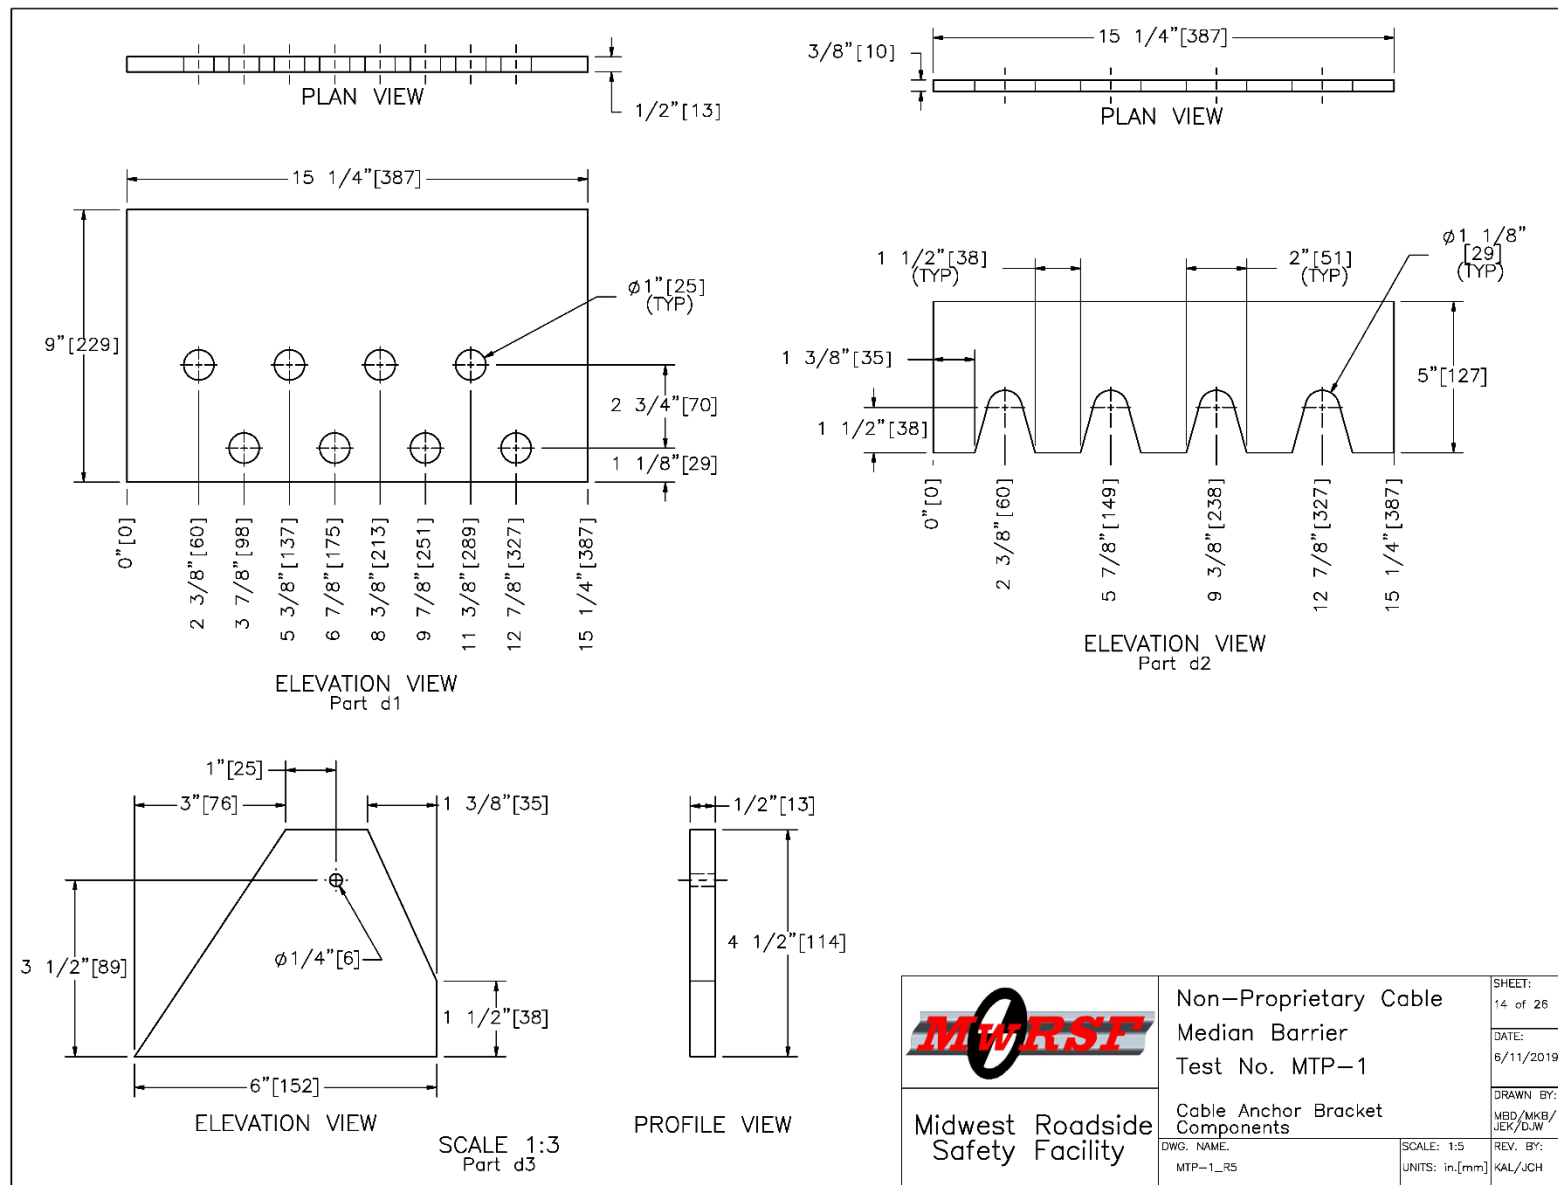 PLAN VIEW
1/2"[13]
15 1/4"[387]
9"[229]
ø1"[25]
(TYP)
2 3/4"[70]
1 1/8"[29]
0"[0]
2 3/8"[60]
3 7/8"[98]
5 3/8"[137]
6 7/8"[175]
8 3/8"[213]
9 7/8"[251]
11 3/8"[289]
12 7/8"[327]
15 1/4"[387]
ELEVATION VIEW
Part d1
15 1/4"[387]
3/8"[10]
PLAN VIEW
1 1/2"[38]
(TYP)
2"[51]
(TYP)
ø1 1/8"
[29]
(TYP)
1 3/8"[35]
1 1/2"[38]
5"[127]
0"[0]
2 3/8"[60]
5 7/8"[149]
9 3/8"[238]
12 7/8"[327]
15 1/4"[387]
ELEVATION VIEW
Part d2
1"[25]
3"[76]
1 3/8"[35]
3 1/2"[89]
ø1/4"[6]
1 1/2"[38]
6"[152]
ELEVATION VIEW
1/2"[13]
4 1/2"[114]
PROFILE VIEW
SCALE 1:3
Part d3
MwRSF
Midwest Roadside
Safety Facility
Non-Proprietary Cable
Median Barrier
Test No. MTP-1
Cable Anchor Bracket
Components
DWG. NAME.
MTP-1_R5
SCALE: 1:5
UNITS: in.[mm]
SHEET:
14 of 26
DATE:
6/11/2019
DRAWN BY:
MBD/MKB/
JEK/DJW
REV. BY:
KAL/JCH